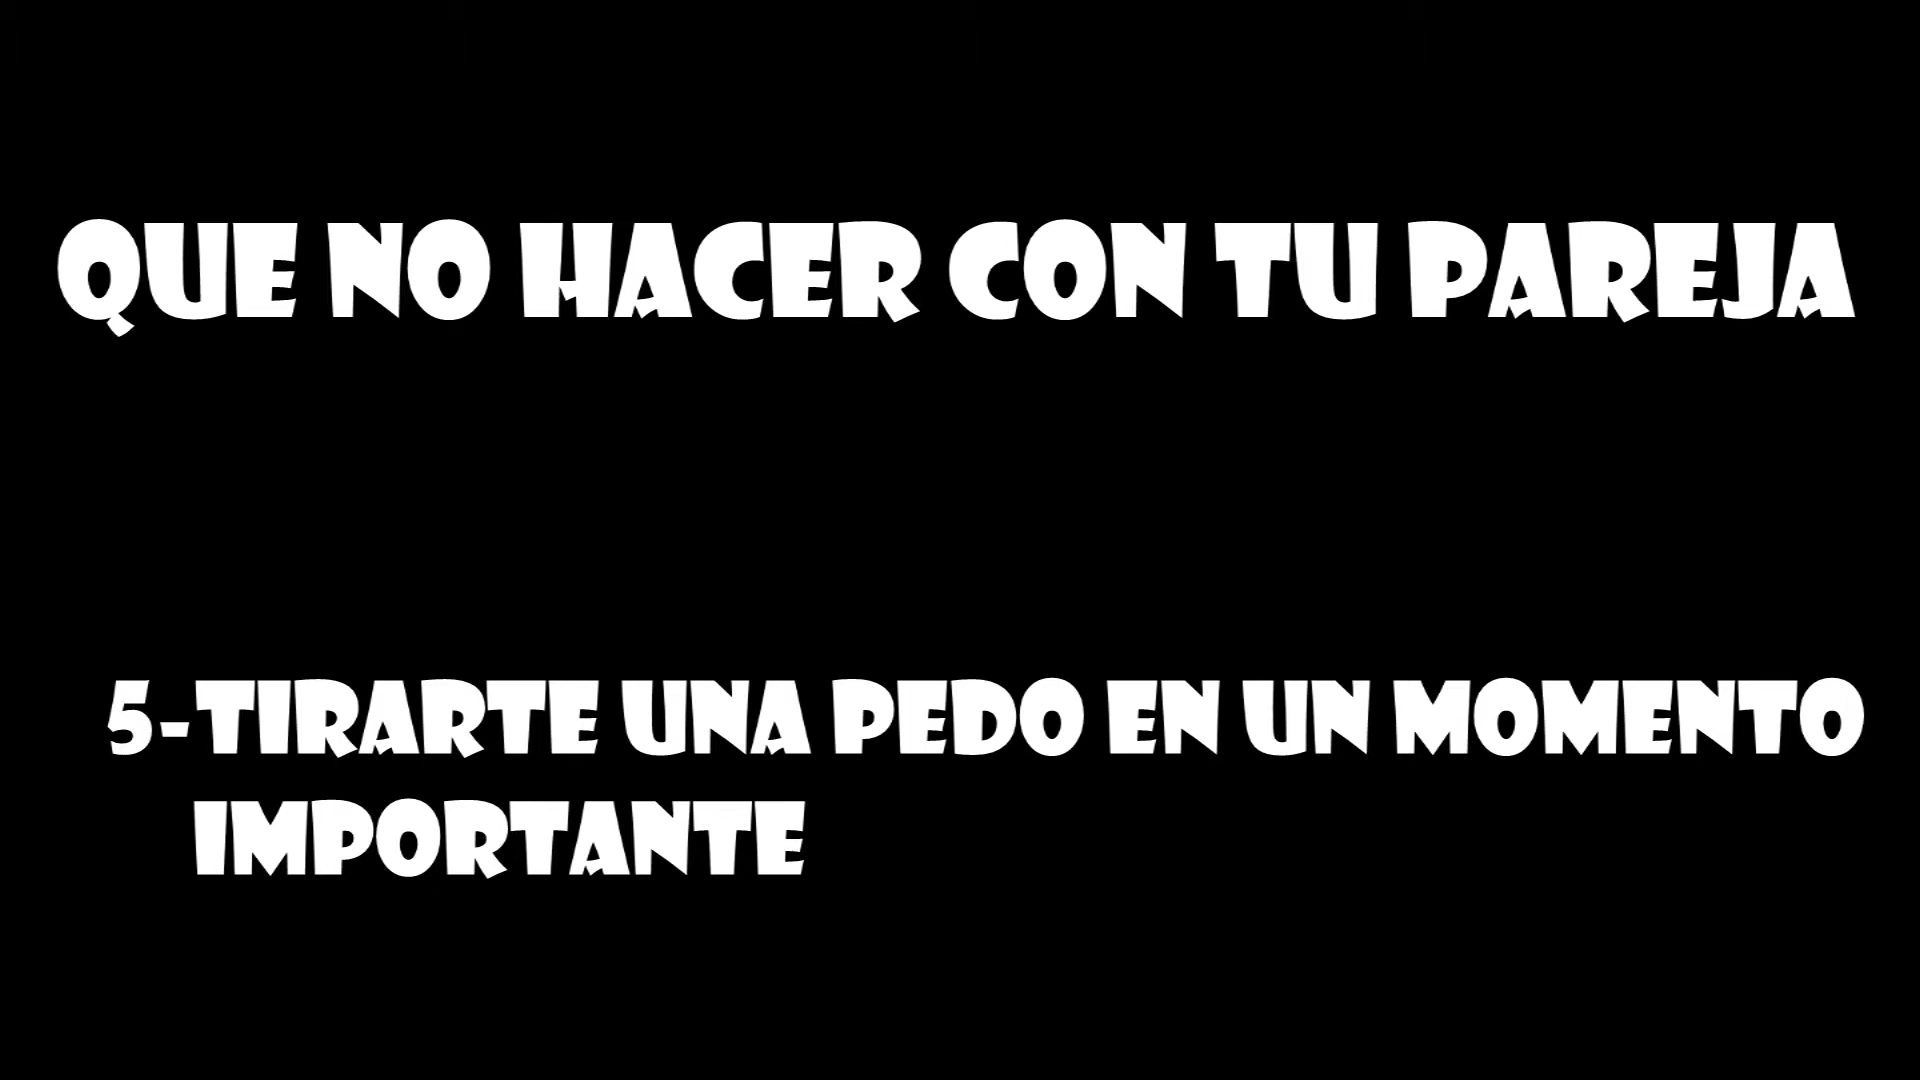 QUE NO HACER CON TU PAREJA
5-TIRARTE UNA PEDO EN UN MOMENTO
IMPORTANTE